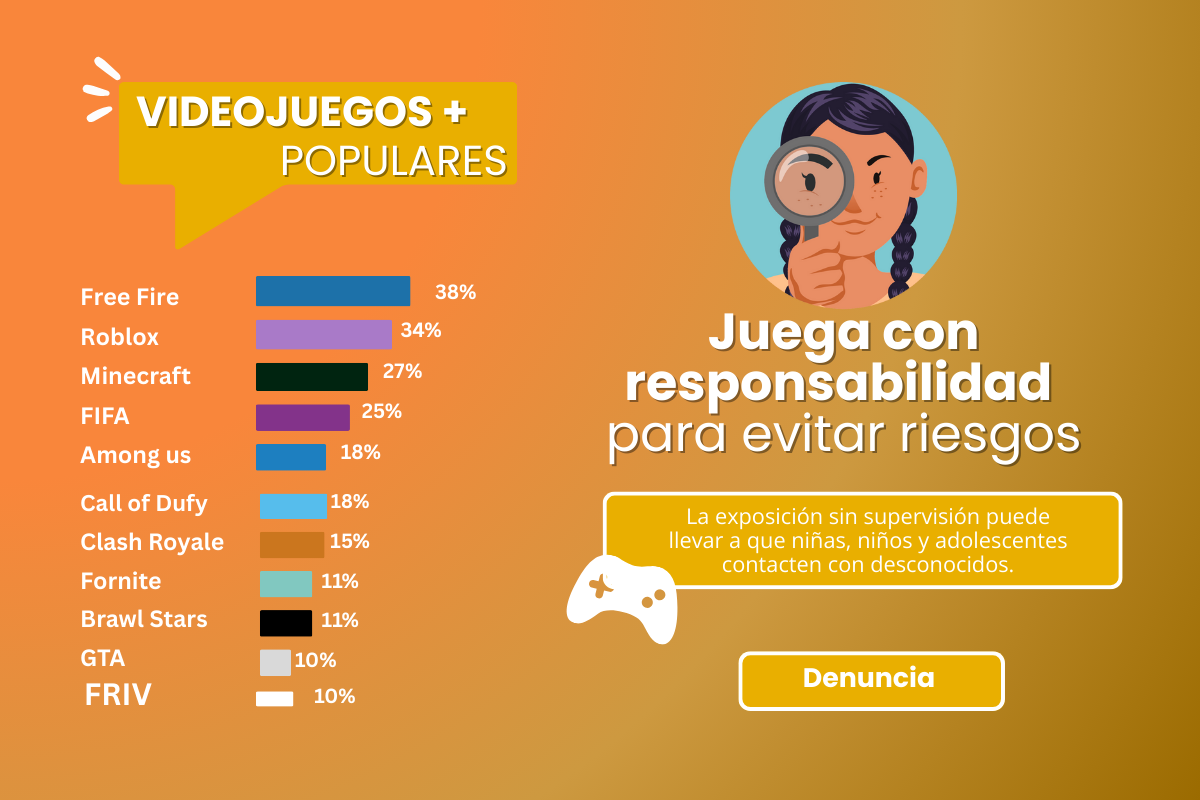 VIDEOJUEGOS +
POPULARES
Free Fire 38%
Roblox 34%
Minecraft 27%
FIFA 25%
Among us 18%
Call of Dufy 18%
Clash Royale 15%
Fornite 11%
Brawl Stars 11%
GTA 10%
FRIV 10%
Juega con
responsabilidad
para evitar riesgos
La exposición sin supervisión puede
llevar a que niñas, niños y adolescentes
contacten con desconocidos.
Denuncia